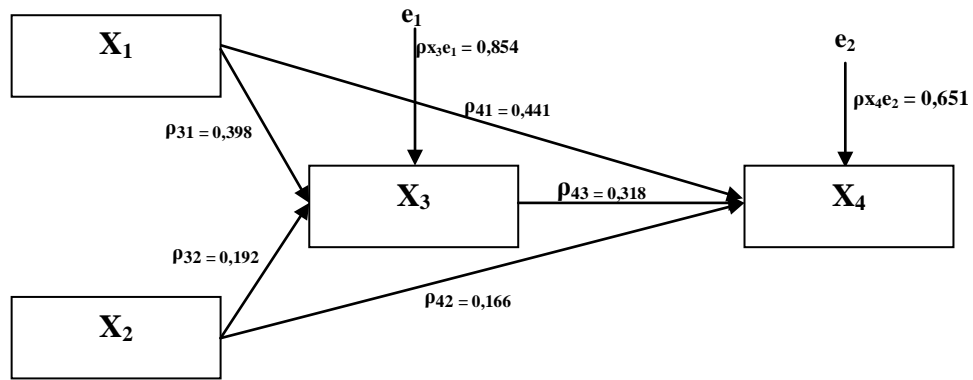 e₁
X₁
ρx₃e₁ = 0,854
e₂
ρx₄e₂ = 0,651
ρ₄₁ = 0,441
ρ₃₁ = 0,398
X₃
ρ₄₃ = 0,318
X₄
ρ₃₂ = 0,192
ρ₄₂ = 0,166
X₂